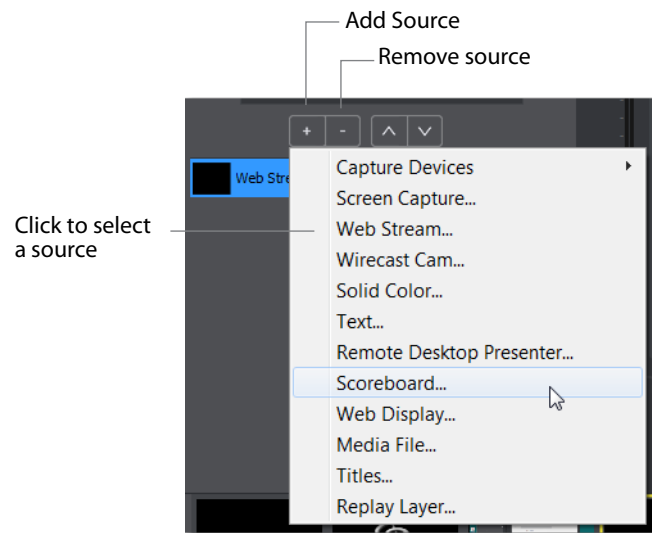 Add Source
Remove source
+ -
Web Stre
Click to select
a source
Capture Devices
Screen Capture...
Web Stream...
Wirecast Cam...
Solid Color...
Text...
Remote Desktop Presenter...
Scoreboard...
Web Display...
Media File...
Titles...
Replay Layer...